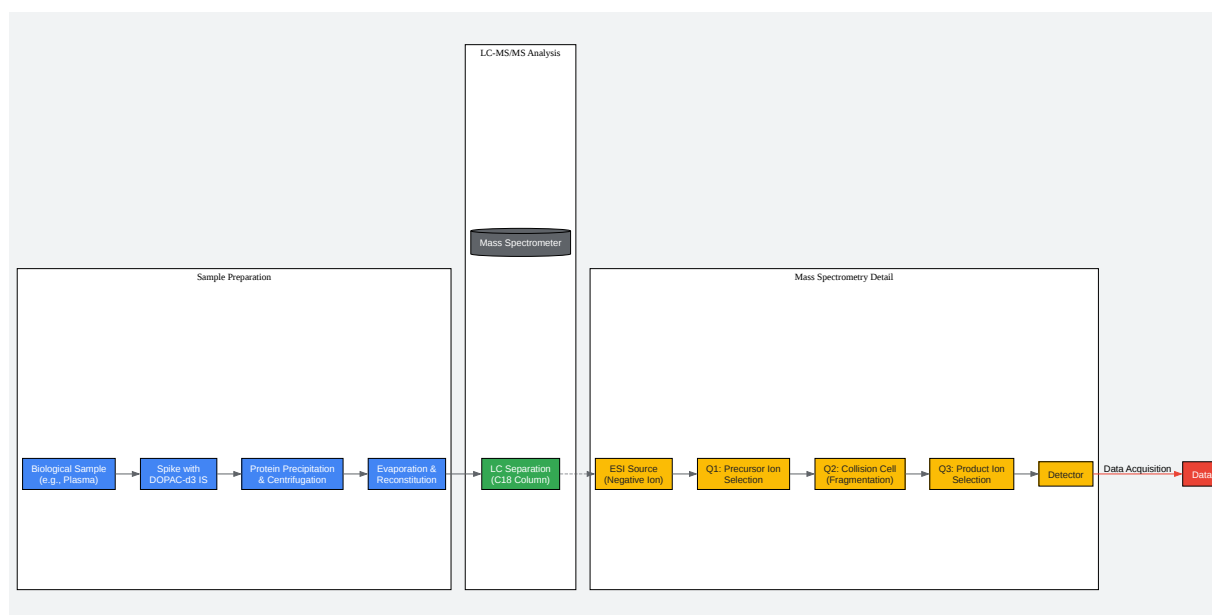 LC-MS/MS Analysis
Mass Spectrometer
Sample Preparation
Mass Spectrometry Detail
Biological Sample
(e.g., Plasma)
Spike with
DOPAC-d3 IS
Protein Precipitation
& Centrifugation
Evaporation &
Reconstitution
LC Separation
(C18 Column)
ESI Source
(Negative Ion)
Q1: Precursor Ion
Selection
Q2: Collision Cell
(Fragmentation)
Q3: Product Ion
Selection
Detector
Data Acquisition
Data